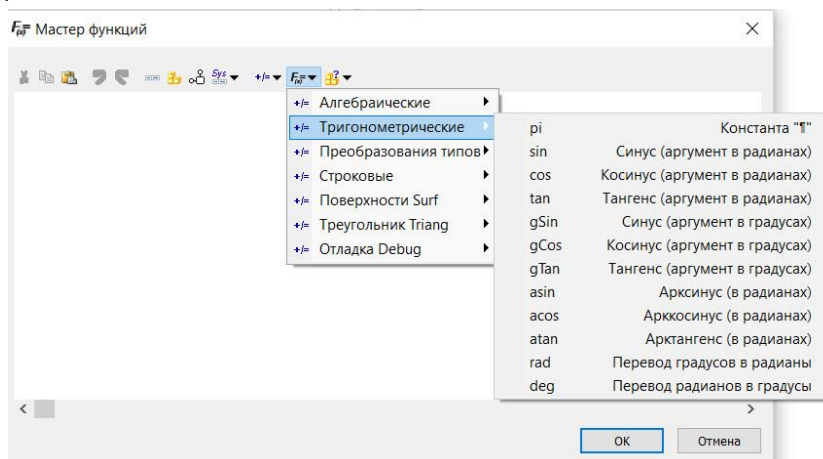 F(x)= Мастер функций
Sys +/= F(x)=
+/= Алгебраические
+/= Тригонометрические
+/= Преобразования типов
+/= Строковые
+/= Поверхности Surf
+/= Треугольник Triang
+/= Отладка Debug
pi Константа "¶"
sin Синус (аргумент в радианах)
cos Косинус (аргумент в радианах)
tan Тангенс (аргумент в радианах)
gSin Синус (аргумент в градусах)
gCos Косинус (аргумент в градусах)
gTan Тангенс (аргумент в градусах)
asin Арксинус (в радианах)
acos Арккосинус (в радианах)
atan Арктангенс (в радианах)
rad Перевод градусов в радианы
deg Перевод радианов в градусы
ОК Отмена